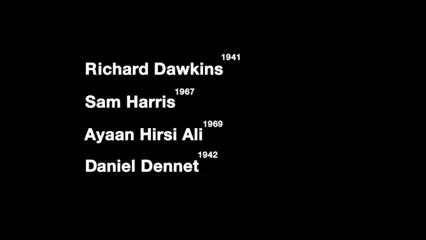 Richard Dawkins 1941
Sam Harris 1967
Ayaan Hirsi Ali 1969
Daniel Dennet 1942